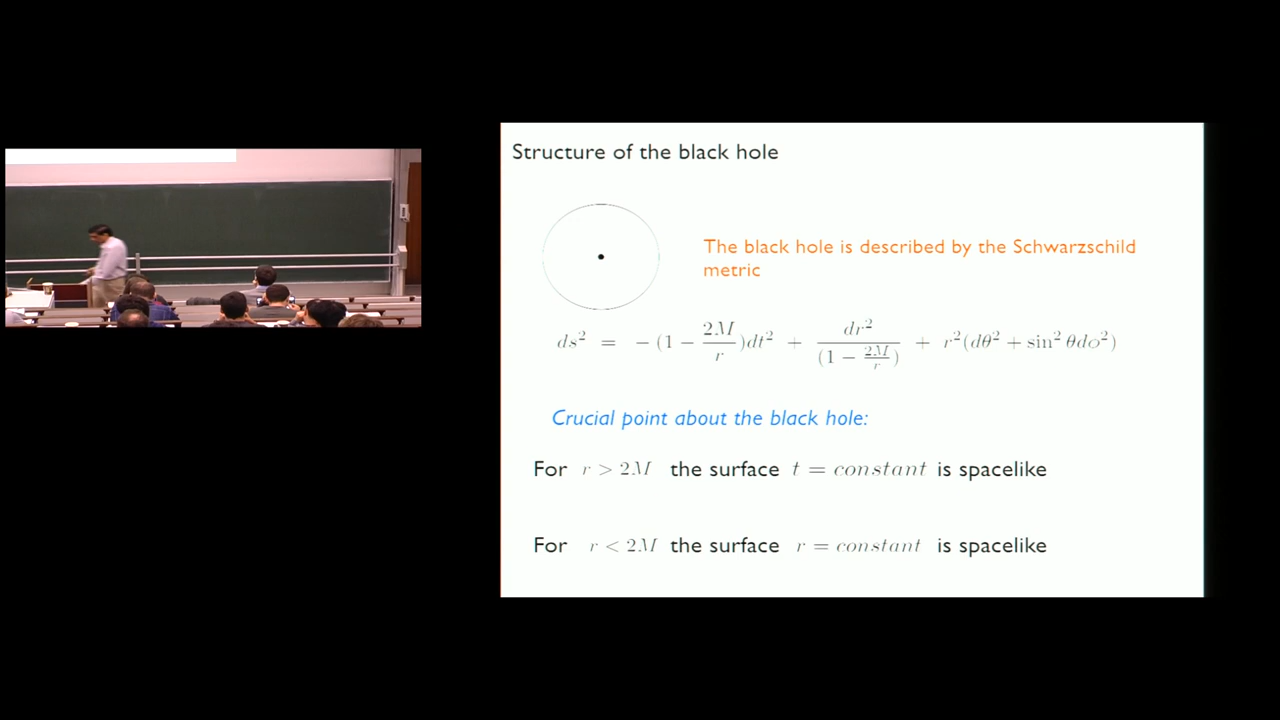 Structure of the black hole
The black hole is described by the Schwarzschild
metric
ds² = −(1 − 2M/r)dt² + dr²/(1 − 2M/r) + r²(dθ² + sin² θdφ²)
Crucial point about the black hole:
For r > 2M the surface t = constant is spacelike
For r < 2M the surface r = constant is spacelike